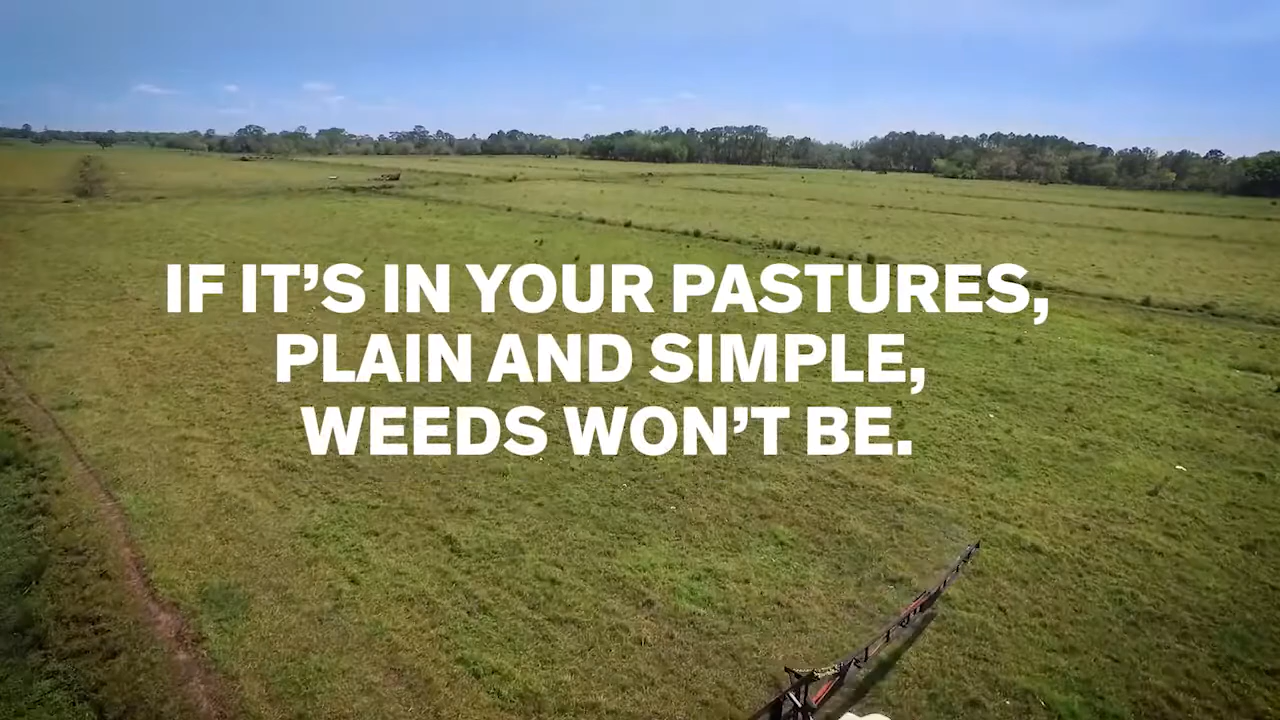 IF IT’S IN YOUR PASTURES,
PLAIN AND SIMPLE,
WEEDS WON’T BE.